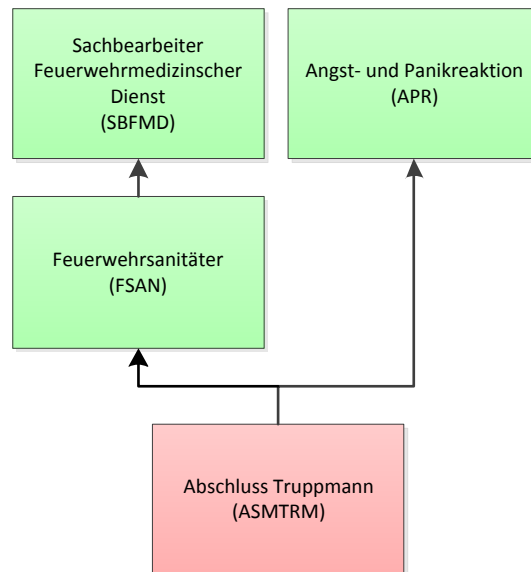 Sachbearbeiter
Feuerwehrmedizinscher
Dienst
(SBFMD)
Angst- und Panikreaktion
(APR)
Feuerwehrsanitäter
(FSAN)
Abschluss Truppmann
(ASMTRM)